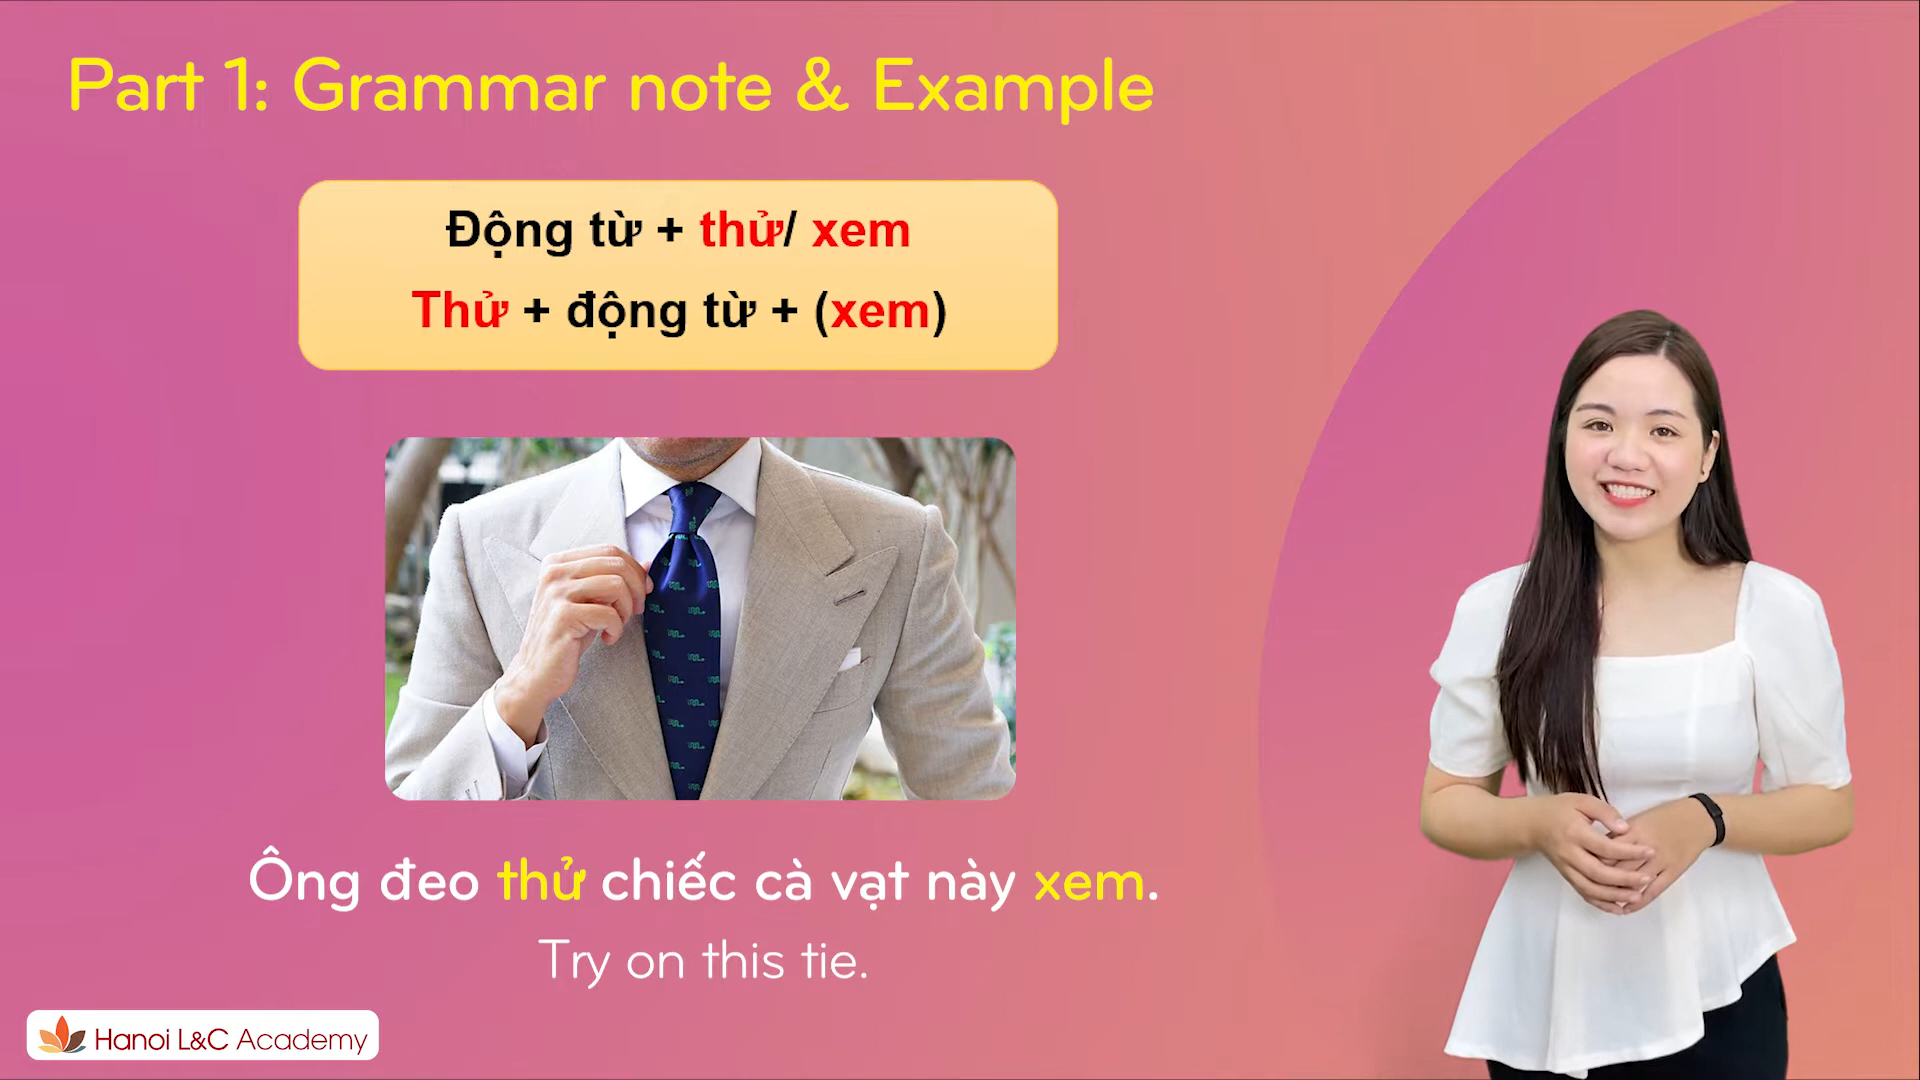 Part 1: Grammar note & Example
Động từ + thử/ xem
Thử + động từ + (xem)
Ông đeo thử chiếc cà vạt này xem.
Try on this tie.
Hanoi L&C Academy